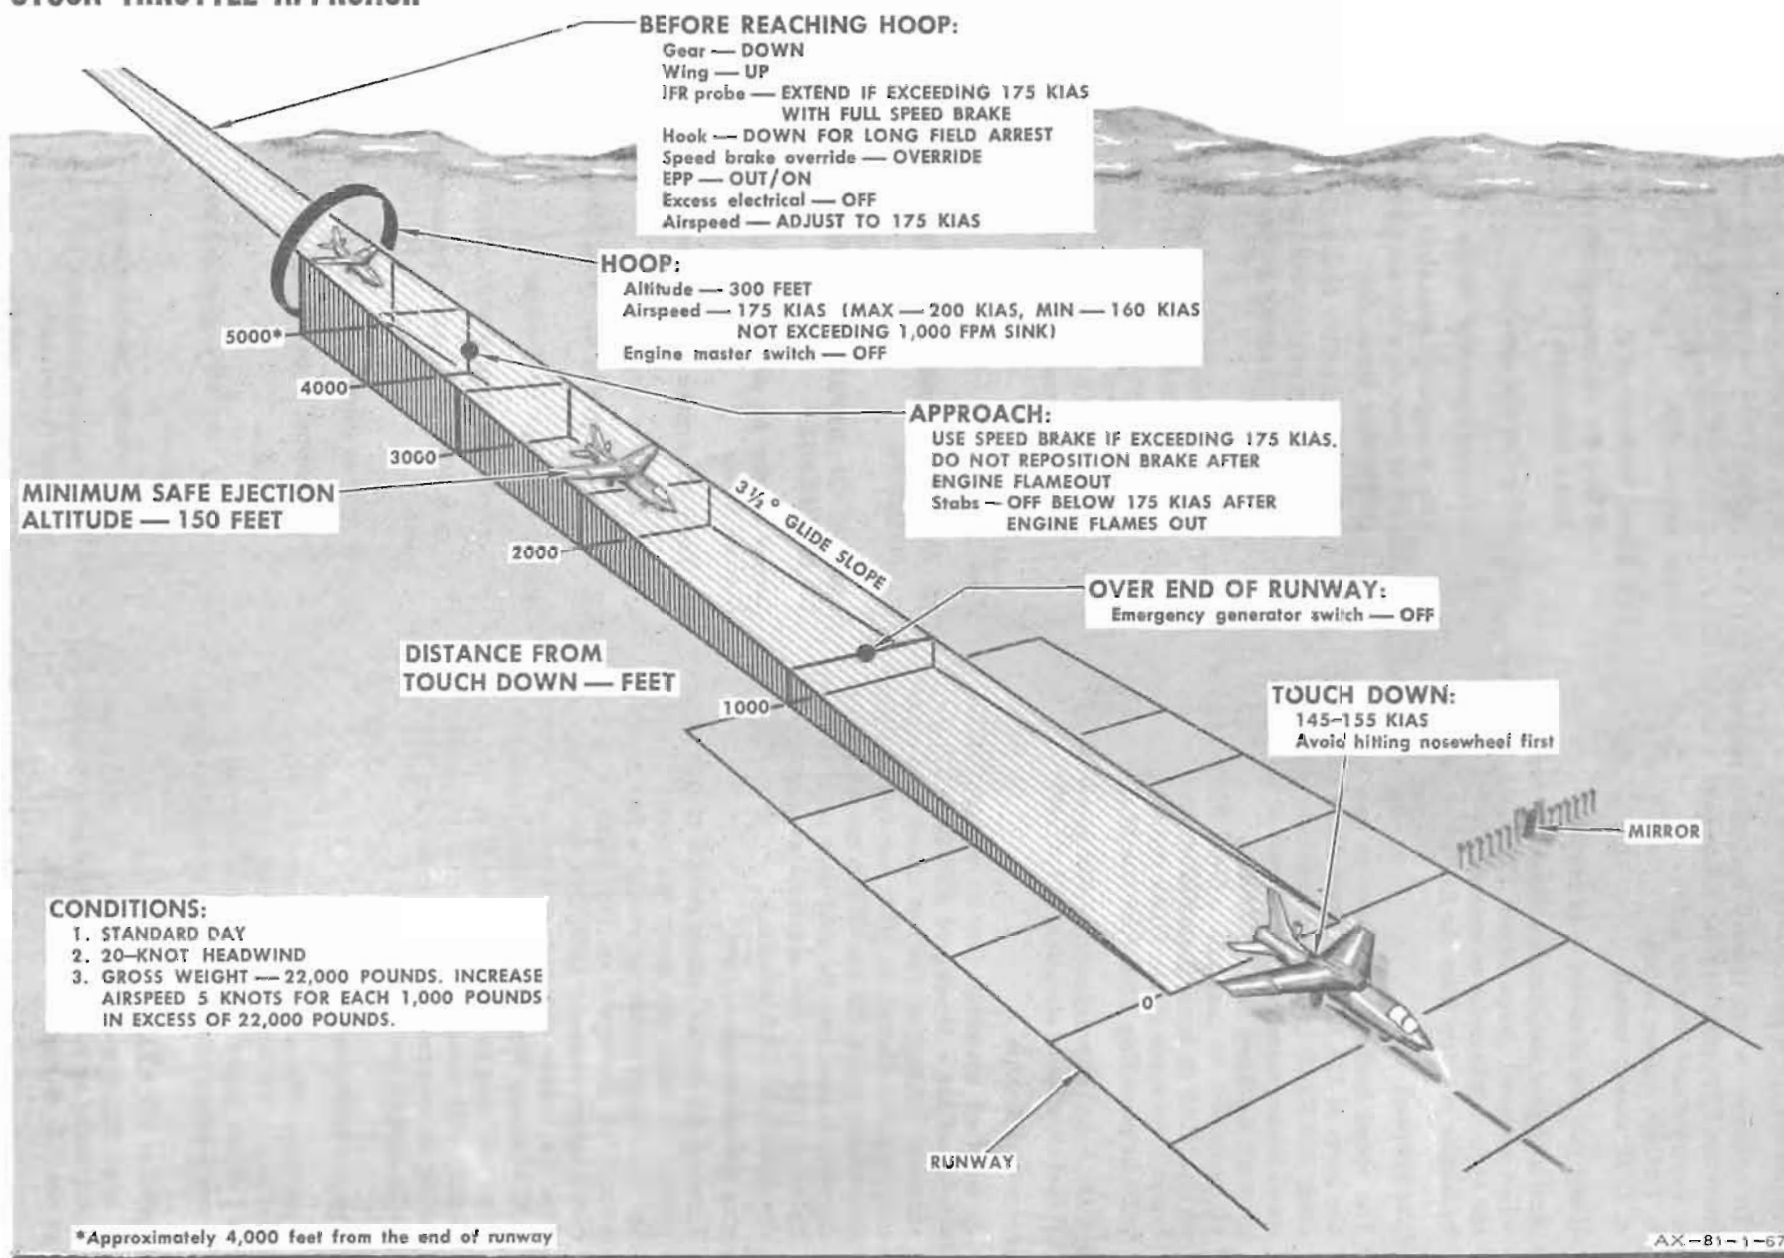 BEFORE REACHING HOOP:
Gear — DOWN
Wing — UP
IFR probe — EXTEND IF EXCEEDING 175 KIAS
WITH FULL SPEED BRAKE
Hook — DOWN FOR LONG FIELD ARREST
Speed brake override — OVERRIDE
EPP — OUT/ON
Excess electrical — OFF
Airspeed — ADJUST TO 175 KIAS
HOOP:
Altitude — 300 FEET
Airspeed — 175 KIAS (MAX — 200 KIAS, MIN — 160 KIAS
NOT EXCEEDING 1,000 FPM SINK)
Engine master switch — OFF
5000*
4000
3000
2000
1000
0
APPROACH:
USE SPEED BRAKE IF EXCEEDING 175 KIAS.
DO NOT REPOSITION BRAKE AFTER
ENGINE FLAMEOUT
Stabs — OFF BELOW 175 KIAS AFTER
ENGINE FLAMES OUT
MINIMUM SAFE EJECTION
ALTITUDE — 150 FEET
3½° GLIDE SLOPE
OVER END OF RUNWAY:
Emergency generator switch — OFF
DISTANCE FROM
TOUCH DOWN — FEET
TOUCH DOWN:
145–155 KIAS
Avoid hitting nosewheel first
MIRROR
CONDITIONS:
1. STANDARD DAY
2. 20–KNOT HEADWIND
3. GROSS WEIGHT — 22,000 POUNDS. INCREASE
AIRSPEED 5 KNOTS FOR EACH 1,000 POUNDS
IN EXCESS OF 22,000 POUNDS.
RUNWAY
*Approximately 4,000 feet from the end of runway
AX–81–1–67